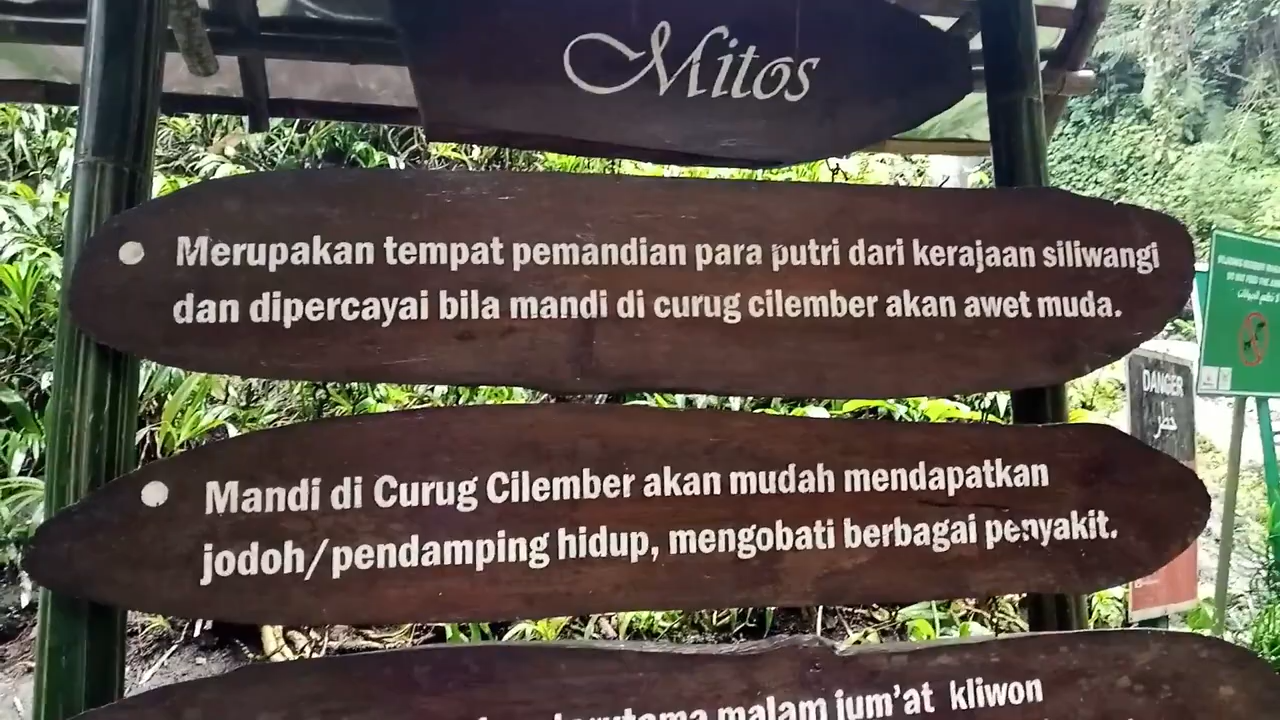 Mitos
Merupakan tempat pemandian para putri dari kerajaan siliwangi
dan dipercayai bila mandi di curug cilember akan awet muda.
Mandi di Curug Cilember akan mudah mendapatkan
jodoh/pendamping hidup, mengobati berbagai penyakit.
malam jum'at kliwon
DANGER
خطر